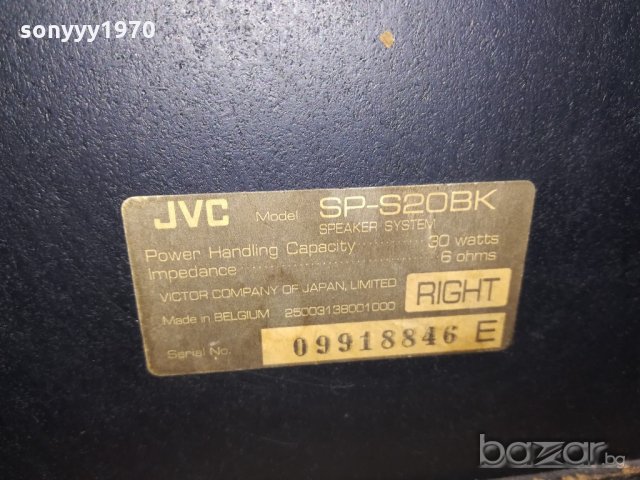 sonyyy1970
JVC Model SP-S20BK
SPEAKER SYSTEM
Power Handling Capacity 30 watts
Impedance 6 ohms
VICTOR COMPANY OF JAPAN, LIMITED
RIGHT
Made in BELGIUM 25003138001000
Serial No. 09918846 E
bazar.bg